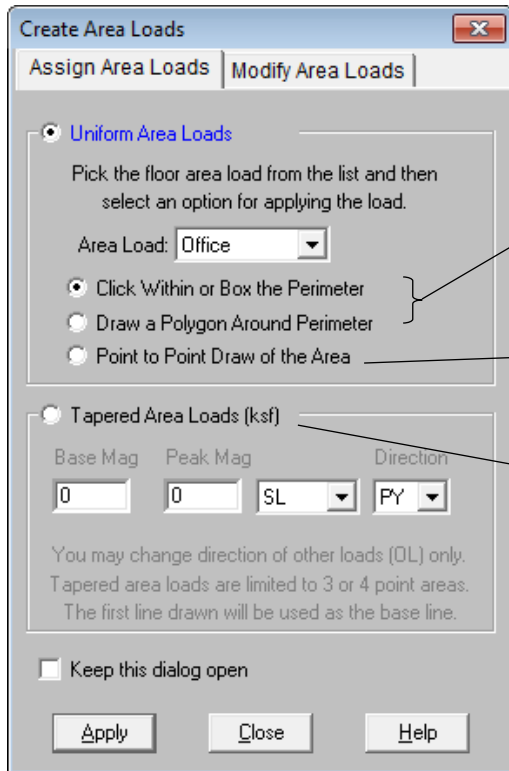 Create Area Loads
Assign Area Loads
Modify Area Loads
Uniform Area Loads
Pick the floor area load from the list and then
select an option for applying the load.
Area Load: Office
Click Within or Box the Perimeter
Draw a Polygon Around Perimeter
Point to Point Draw of the Area
Tapered Area Loads (ksf)
Base Mag Peak Mag Direction
0 0 SL PY
You may change direction of other loads (OL) only.
Tapered area loads are limited to 3 or 4 point areas.
The first line drawn will be used as the base line.
Keep this dialog open
Apply Close Help